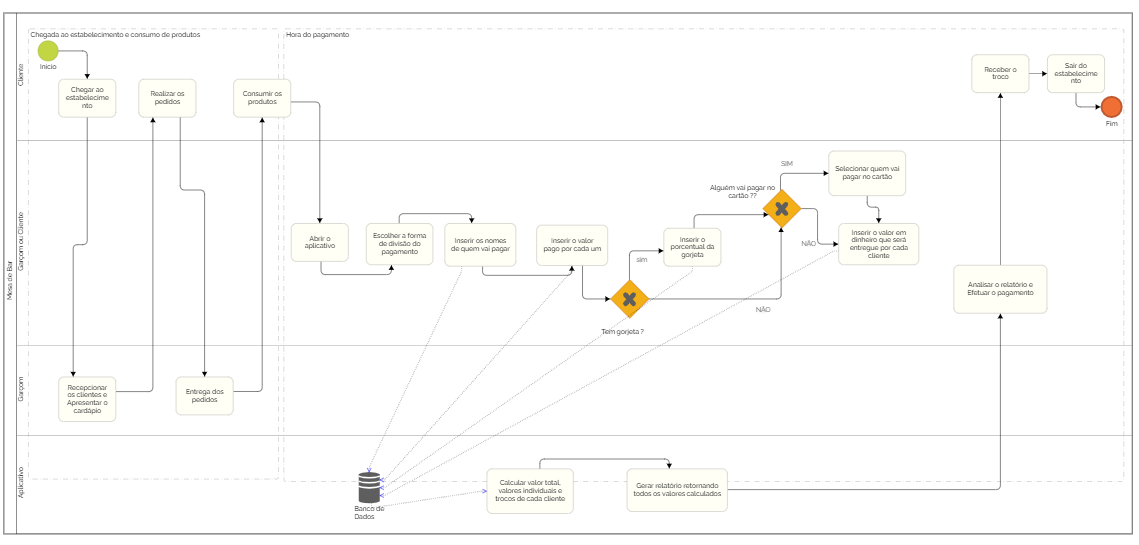 Chegada ao estabelecimento e consumo de produtos
Hora do pagamento
Mesa de Bar
Cliente
Inicio
Chegar ao
estabelecime
nto
Realizar os
pedidos
Consumir os
produtos
Receber o
troco
Sair do
estabelecime
nto
Fim
Garçom ou Cliente
Abrir o
aplicativo
Escolher a forma
de divisão do
pagamento
Inserir os nomes
de quem vai pagar
Inserir o valor
pago por cada um
Tem gorjeta ?
sim
NÃO
Inserir o
porcentual da
gorjeta
Alguém vai pagar no
cartão ??
SIM
NÃO
Selecionar quem vai
pagar no cartão
Inserir o valor em
dinheiro que será
entregue por cada
cliente
Analisar o relatório e
Efetuar o pagamento
Garçom
Recepcionar
os clientes e
Apresentar o
cardápio
Entrega dos
pedidos
Aplicativo
Banco de
Dados
Calcular valor total,
valores individuais e
trocos de cada cliente
Gerar relatório retornando
todos os valores calculados